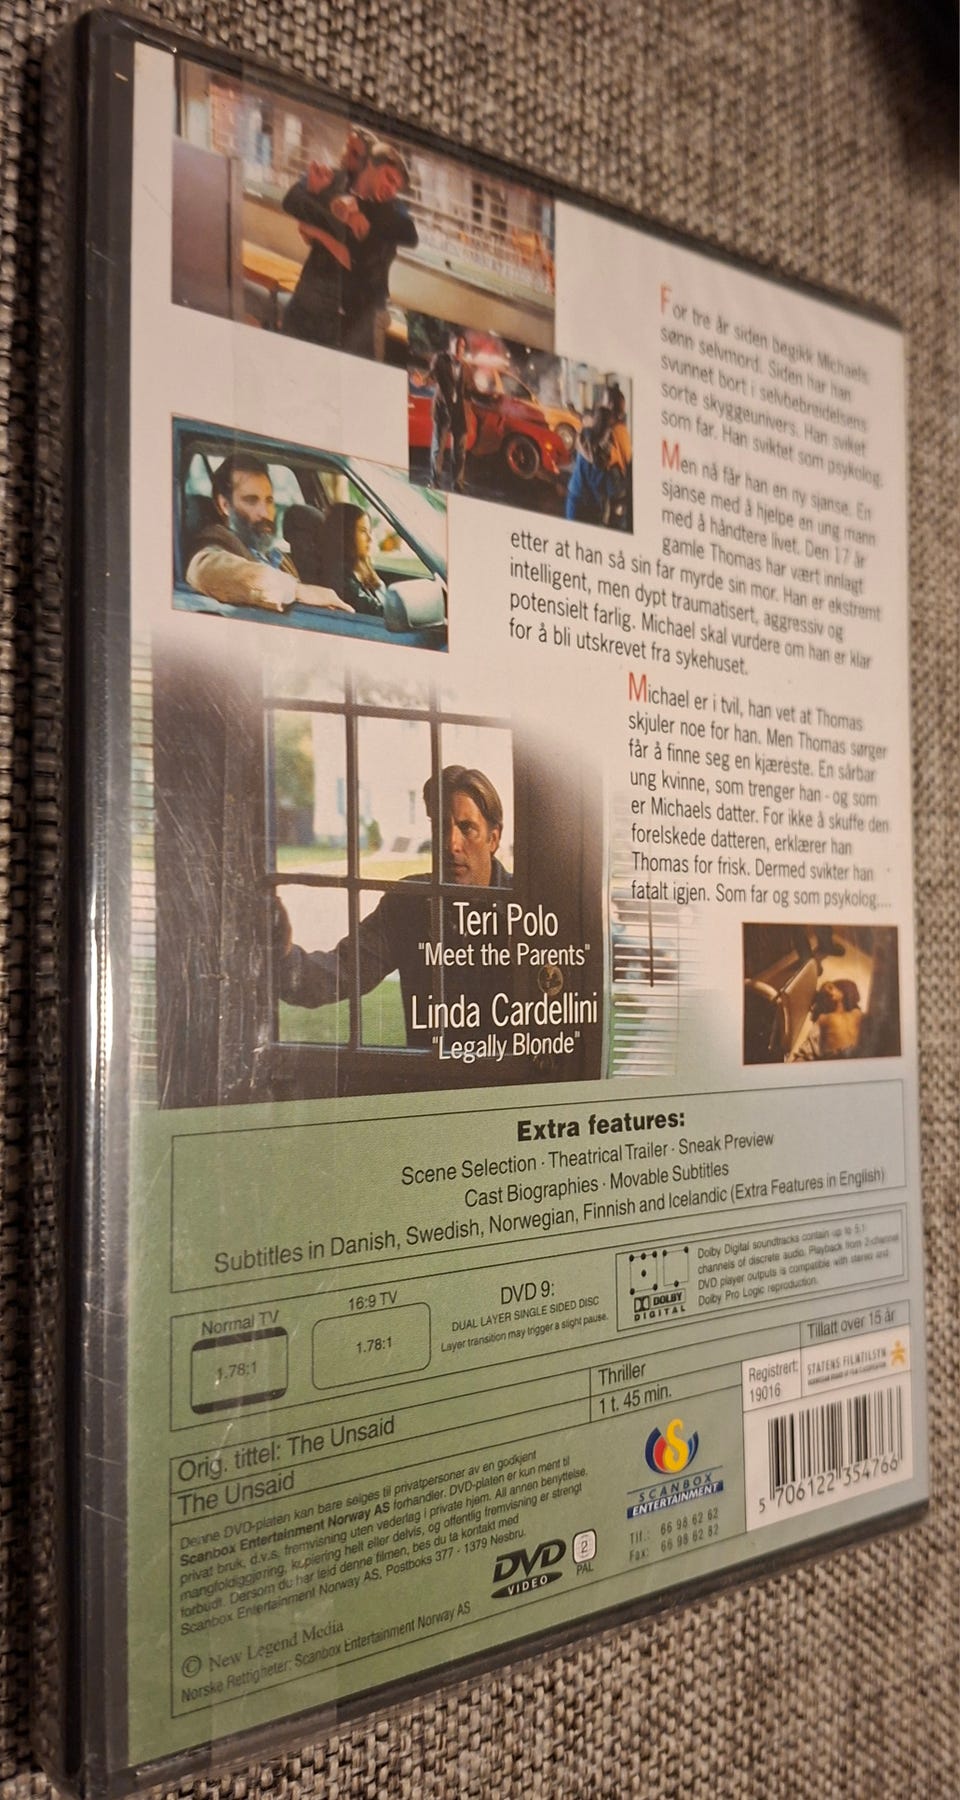 For tre år siden begikk Michaels
sønn selvmord. Siden har han
svunnet bort i selvbebreidelsens
sorte skyggeunivers. Han sviket
som far. Han sviktet som psykolog.
Men nå får han en ny sjanse. En
sjanse med å hjelpe en ung mann
med å håndtere livet. Den 17 år
gamle Thomas har vært innlagt
etter at han så sin far myrde sin mor. Han er ekstremt
intelligent, men dypt traumatisert, aggressiv og
potensielt farlig. Michael skal vurdere om han er klar
for å bli utskrevet fra sykehuset.
Michael er i tvil, han vet at Thomas
skjuler noe for han. Men Thomas sørger
får å finne seg en kjæreste. En sårbar
ung kvinne, som trenger han - og som
er Michaels datter. For ikke å skuffe den
forelskede datteren, erklærer han
Thomas for frisk. Dermed svikter han
fatalt igjen. Som far og som psykolog....
Teri Polo
"Meet the Parents"
Linda Cardellini
"Legally Blonde"
Extra features:
Scene Selection · Theatrical Trailer · Sneak Preview
Cast Biographies · Movable Subtitles
Subtitles in Danish, Swedish, Norwegian, Finnish and Icelandic (Extra Features in English)
Normal TV
1.78:1
16:9 TV
1.78:1
DVD 9:
DUAL LAYER SINGLE SIDED DISC
Layer transition may trigger a slight pause.
DOLBY
DIGITAL
Dolby Digital soundtracks contain up to 5.1
channels of discrete audio. Playback from 2-channel
DVD player outputs is compatible with stereo and
Dolby Pro Logic reproduction.
Orig. tittel: The Unsaid
The Unsaid
Thriller
1 t. 45 min.
Registrert:
19016
Tillatt over 15 år
STATENS FILMTILSYN
Denne DVD-platen kan bare selges til privatpersoner av en godkjent
Scanbox Entertainment Norway AS forhandler. DVD-platen er kun ment til
privat bruk, d.v.s. fremvisning uten vederlag i private hjem. All annen benyttelse,
mangfoldiggjøring, kopiering helt eller delvis, og offentlig fremvisning er strengt
forbudt. Dersom du har leid denne filmen, bes du ta kontakt med
Scanbox Entertainment Norway AS, Postboks 377 - 1379 Nesbru.
© New Legend Media
Norske Rettigheter: Scanbox Entertainment Norway AS
DVD
VIDEO
2
PAL
SCANBOX
ENTERTAINMENT
Tlf.: 66 98 62 62
Fax: 66 98 62 82
5 706122 354766